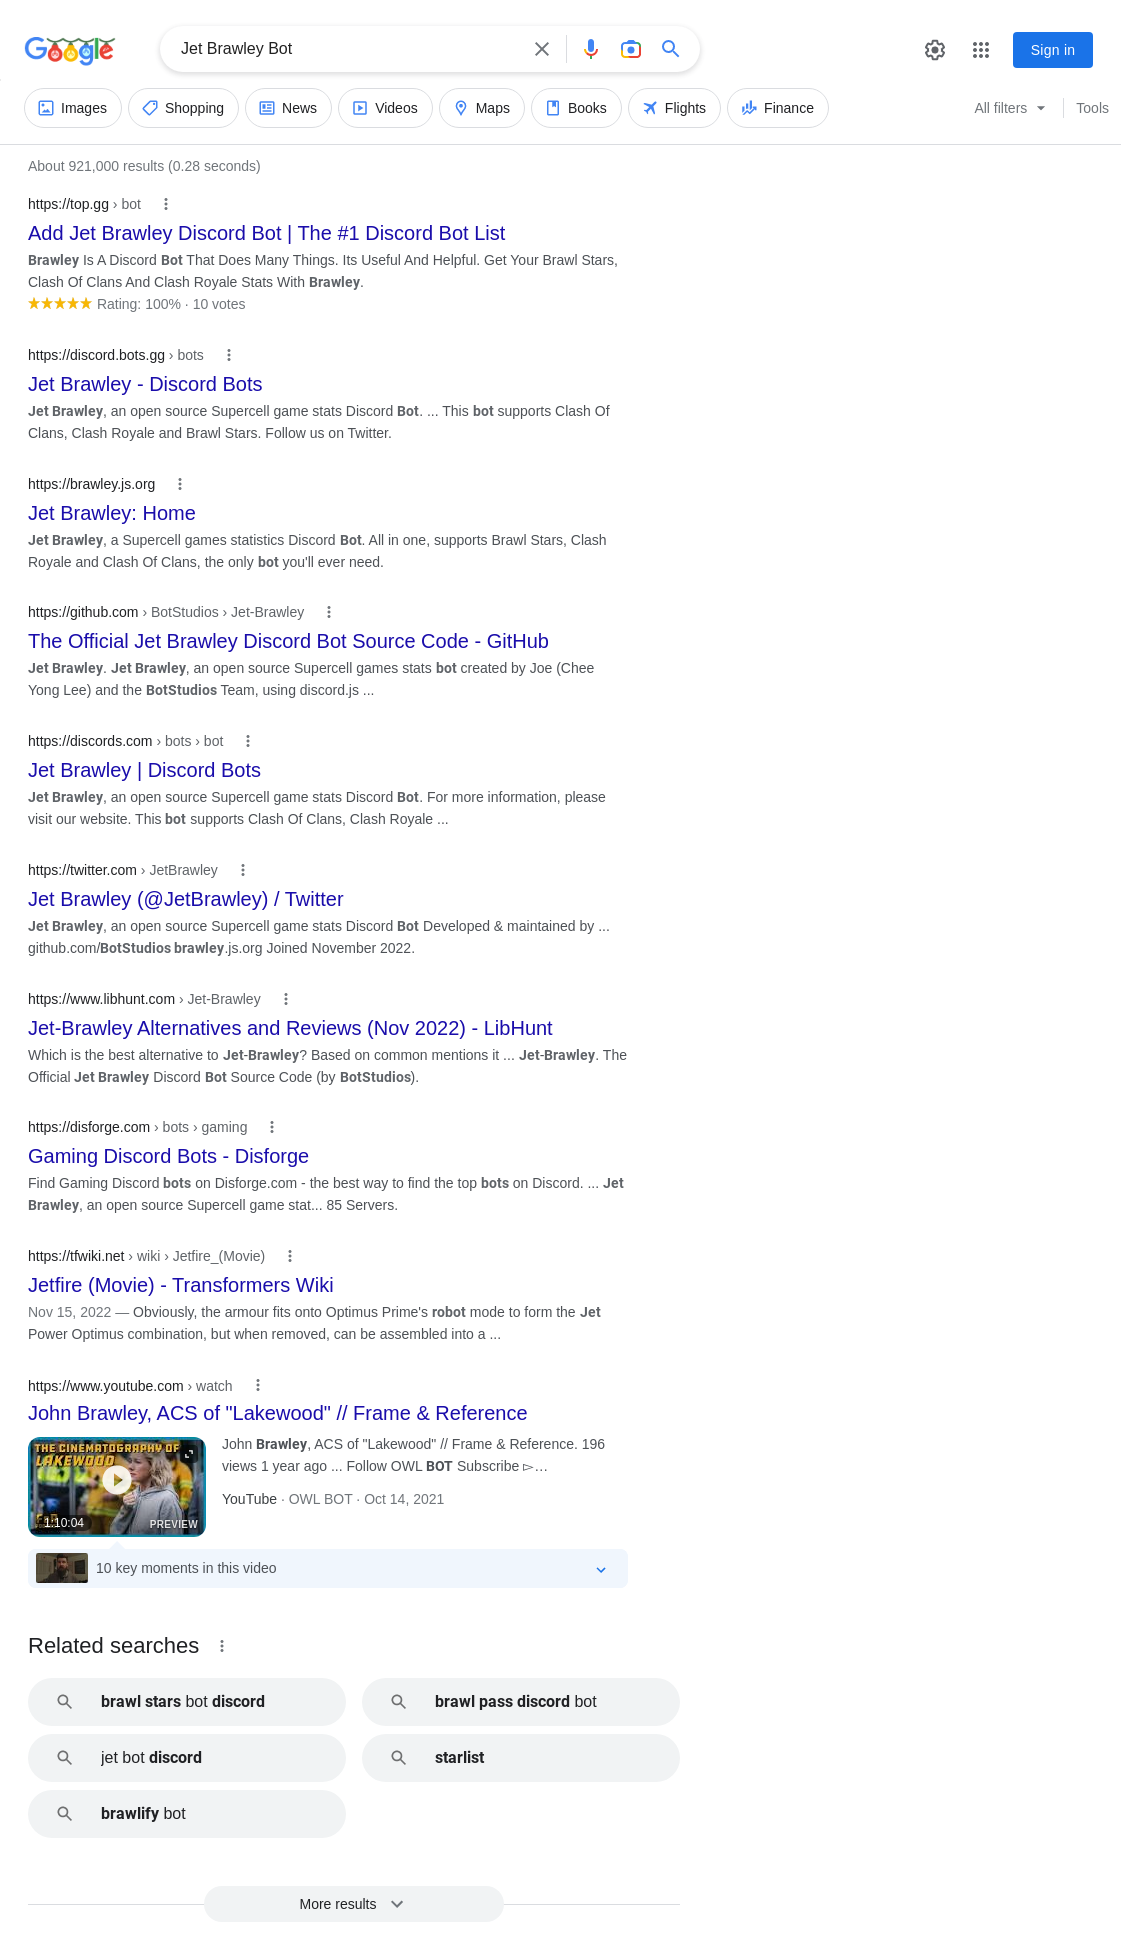 Google
Jet Brawley Bot
Sign in
Images
Shopping
News
Videos
Maps
Books
Flights
Finance
All filters
Tools
About 921,000 results (0.28 seconds)
https://top.gg › bot
Add Jet Brawley Discord Bot | The #1 Discord Bot List
Brawley Is A Discord Bot That Does Many Things. Its Useful And Helpful. Get Your Brawl Stars,
Clash Of Clans And Clash Royale Stats With Brawley.
Rating: 100% · 10 votes
https://discord.bots.gg › bots
Jet Brawley - Discord Bots
Jet Brawley, an open source Supercell game stats Discord Bot. ... This bot supports Clash Of
Clans, Clash Royale and Brawl Stars. Follow us on Twitter.
https://brawley.js.org
Jet Brawley: Home
Jet Brawley, a Supercell games statistics Discord Bot. All in one, supports Brawl Stars, Clash
Royale and Clash Of Clans, the only bot you'll ever need.
https://github.com › BotStudios › Jet-Brawley
The Official Jet Brawley Discord Bot Source Code - GitHub
Jet Brawley. Jet Brawley, an open source Supercell games stats bot created by Joe (Chee
Yong Lee) and the BotStudios Team, using discord.js ...
https://discords.com › bots › bot
Jet Brawley | Discord Bots
Jet Brawley, an open source Supercell game stats Discord Bot. For more information, please
visit our website. This bot supports Clash Of Clans, Clash Royale ...
https://twitter.com › JetBrawley
Jet Brawley (@JetBrawley) / Twitter
Jet Brawley, an open source Supercell game stats Discord Bot Developed & maintained by ...
github.com/BotStudios brawley.js.org Joined November 2022.
https://www.libhunt.com › Jet-Brawley
Jet-Brawley Alternatives and Reviews (Nov 2022) - LibHunt
Which is the best alternative to Jet-Brawley? Based on common mentions it ... Jet-Brawley. The
Official Jet Brawley Discord Bot Source Code (by BotStudios).
https://disforge.com › bots › gaming
Gaming Discord Bots - Disforge
Find Gaming Discord bots on Disforge.com - the best way to find the top bots on Discord. ... Jet
Brawley, an open source Supercell game stat... 85 Servers.
https://tfwiki.net › wiki › Jetfire_(Movie)
Jetfire (Movie) - Transformers Wiki
Nov 15, 2022 — Obviously, the armour fits onto Optimus Prime's robot mode to form the Jet
Power Optimus combination, but when removed, can be assembled into a ...
https://www.youtube.com › watch
John Brawley, ACS of "Lakewood" // Frame & Reference
THE CINEMATOGRAPHY OF
LAKEWOOD
1:10:04
PREVIEW
John Brawley, ACS of "Lakewood" // Frame & Reference. 196
views 1 year ago ... Follow OWL BOT Subscribe ▻…
YouTube · OWL BOT · Oct 14, 2021
10 key moments in this video
Related searches
brawl stars bot discord
brawl pass discord bot
jet bot discord
starlist
brawlify bot
More results